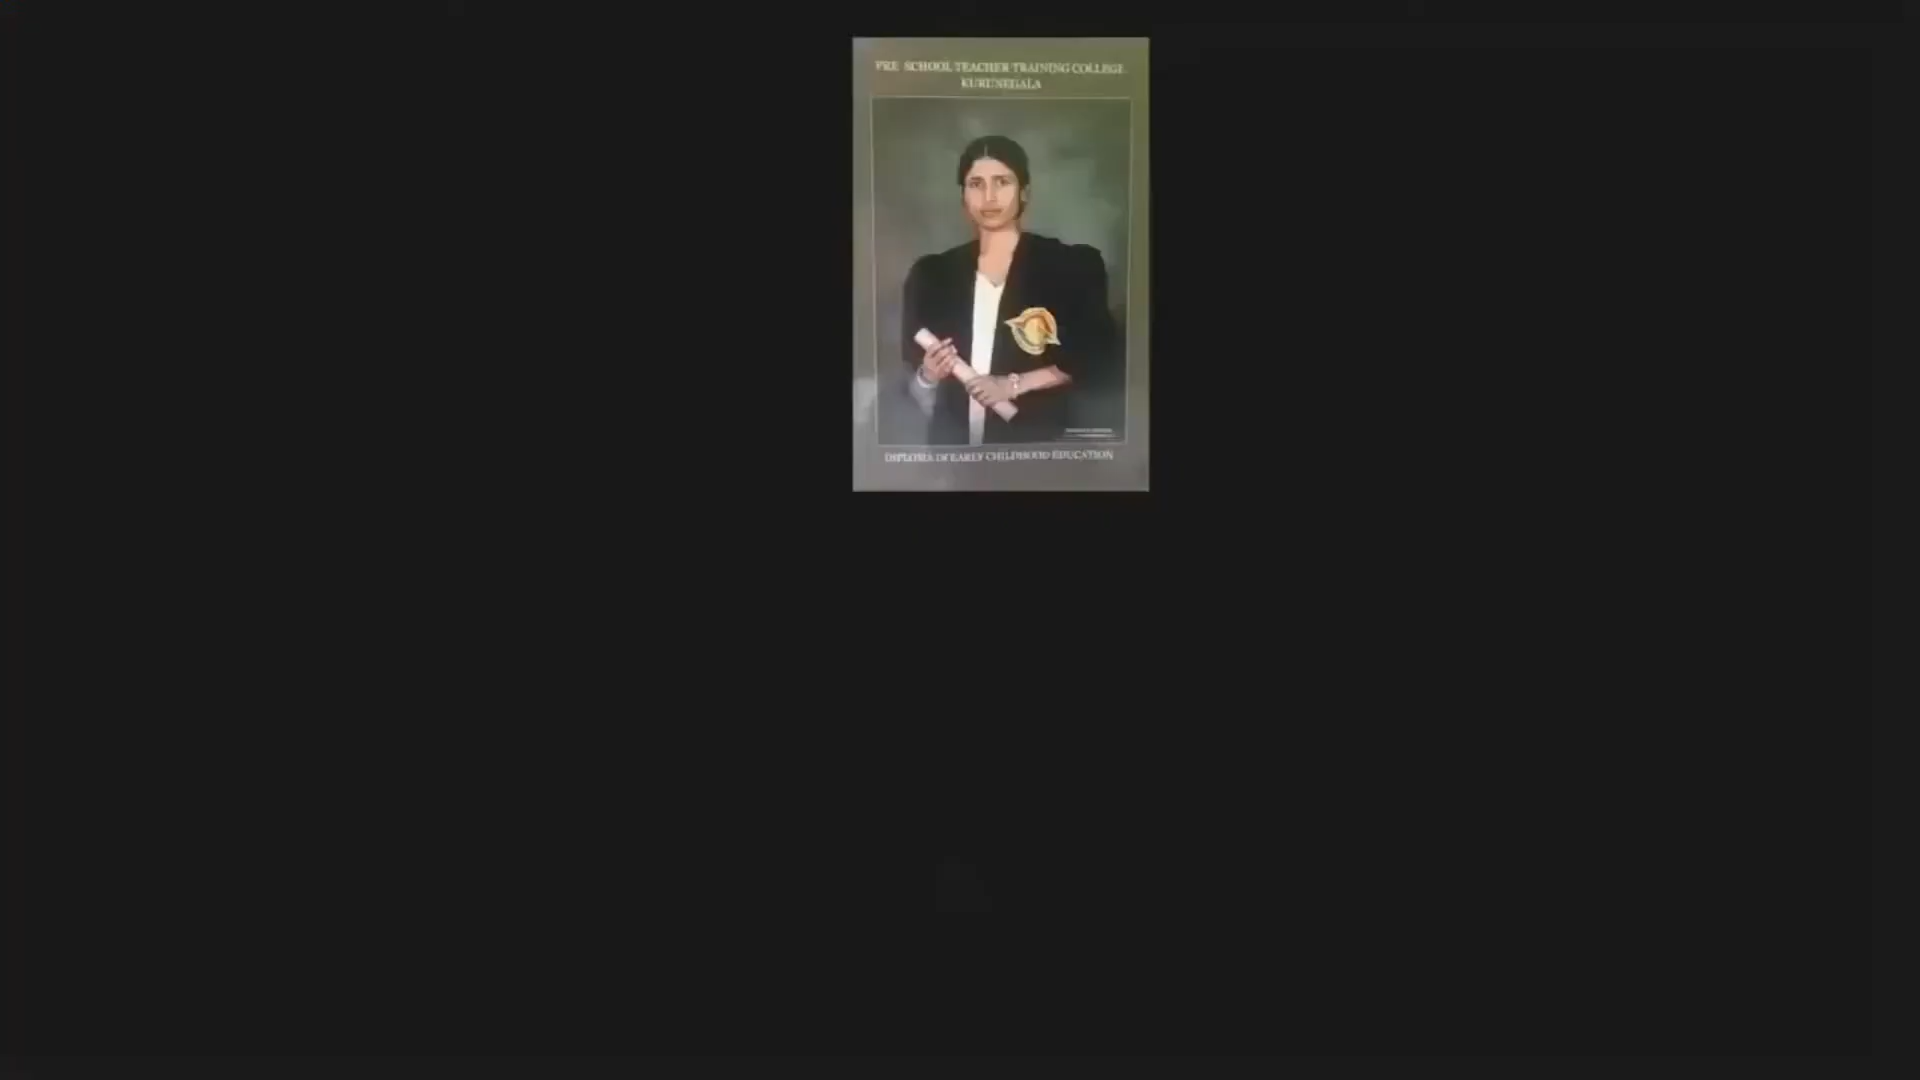 PRE SCHOOL TEACHER TRAINING COLLEGE
KURUNEGALA
DIPLOMA IN EARLY CHILDHOOD EDUCATION